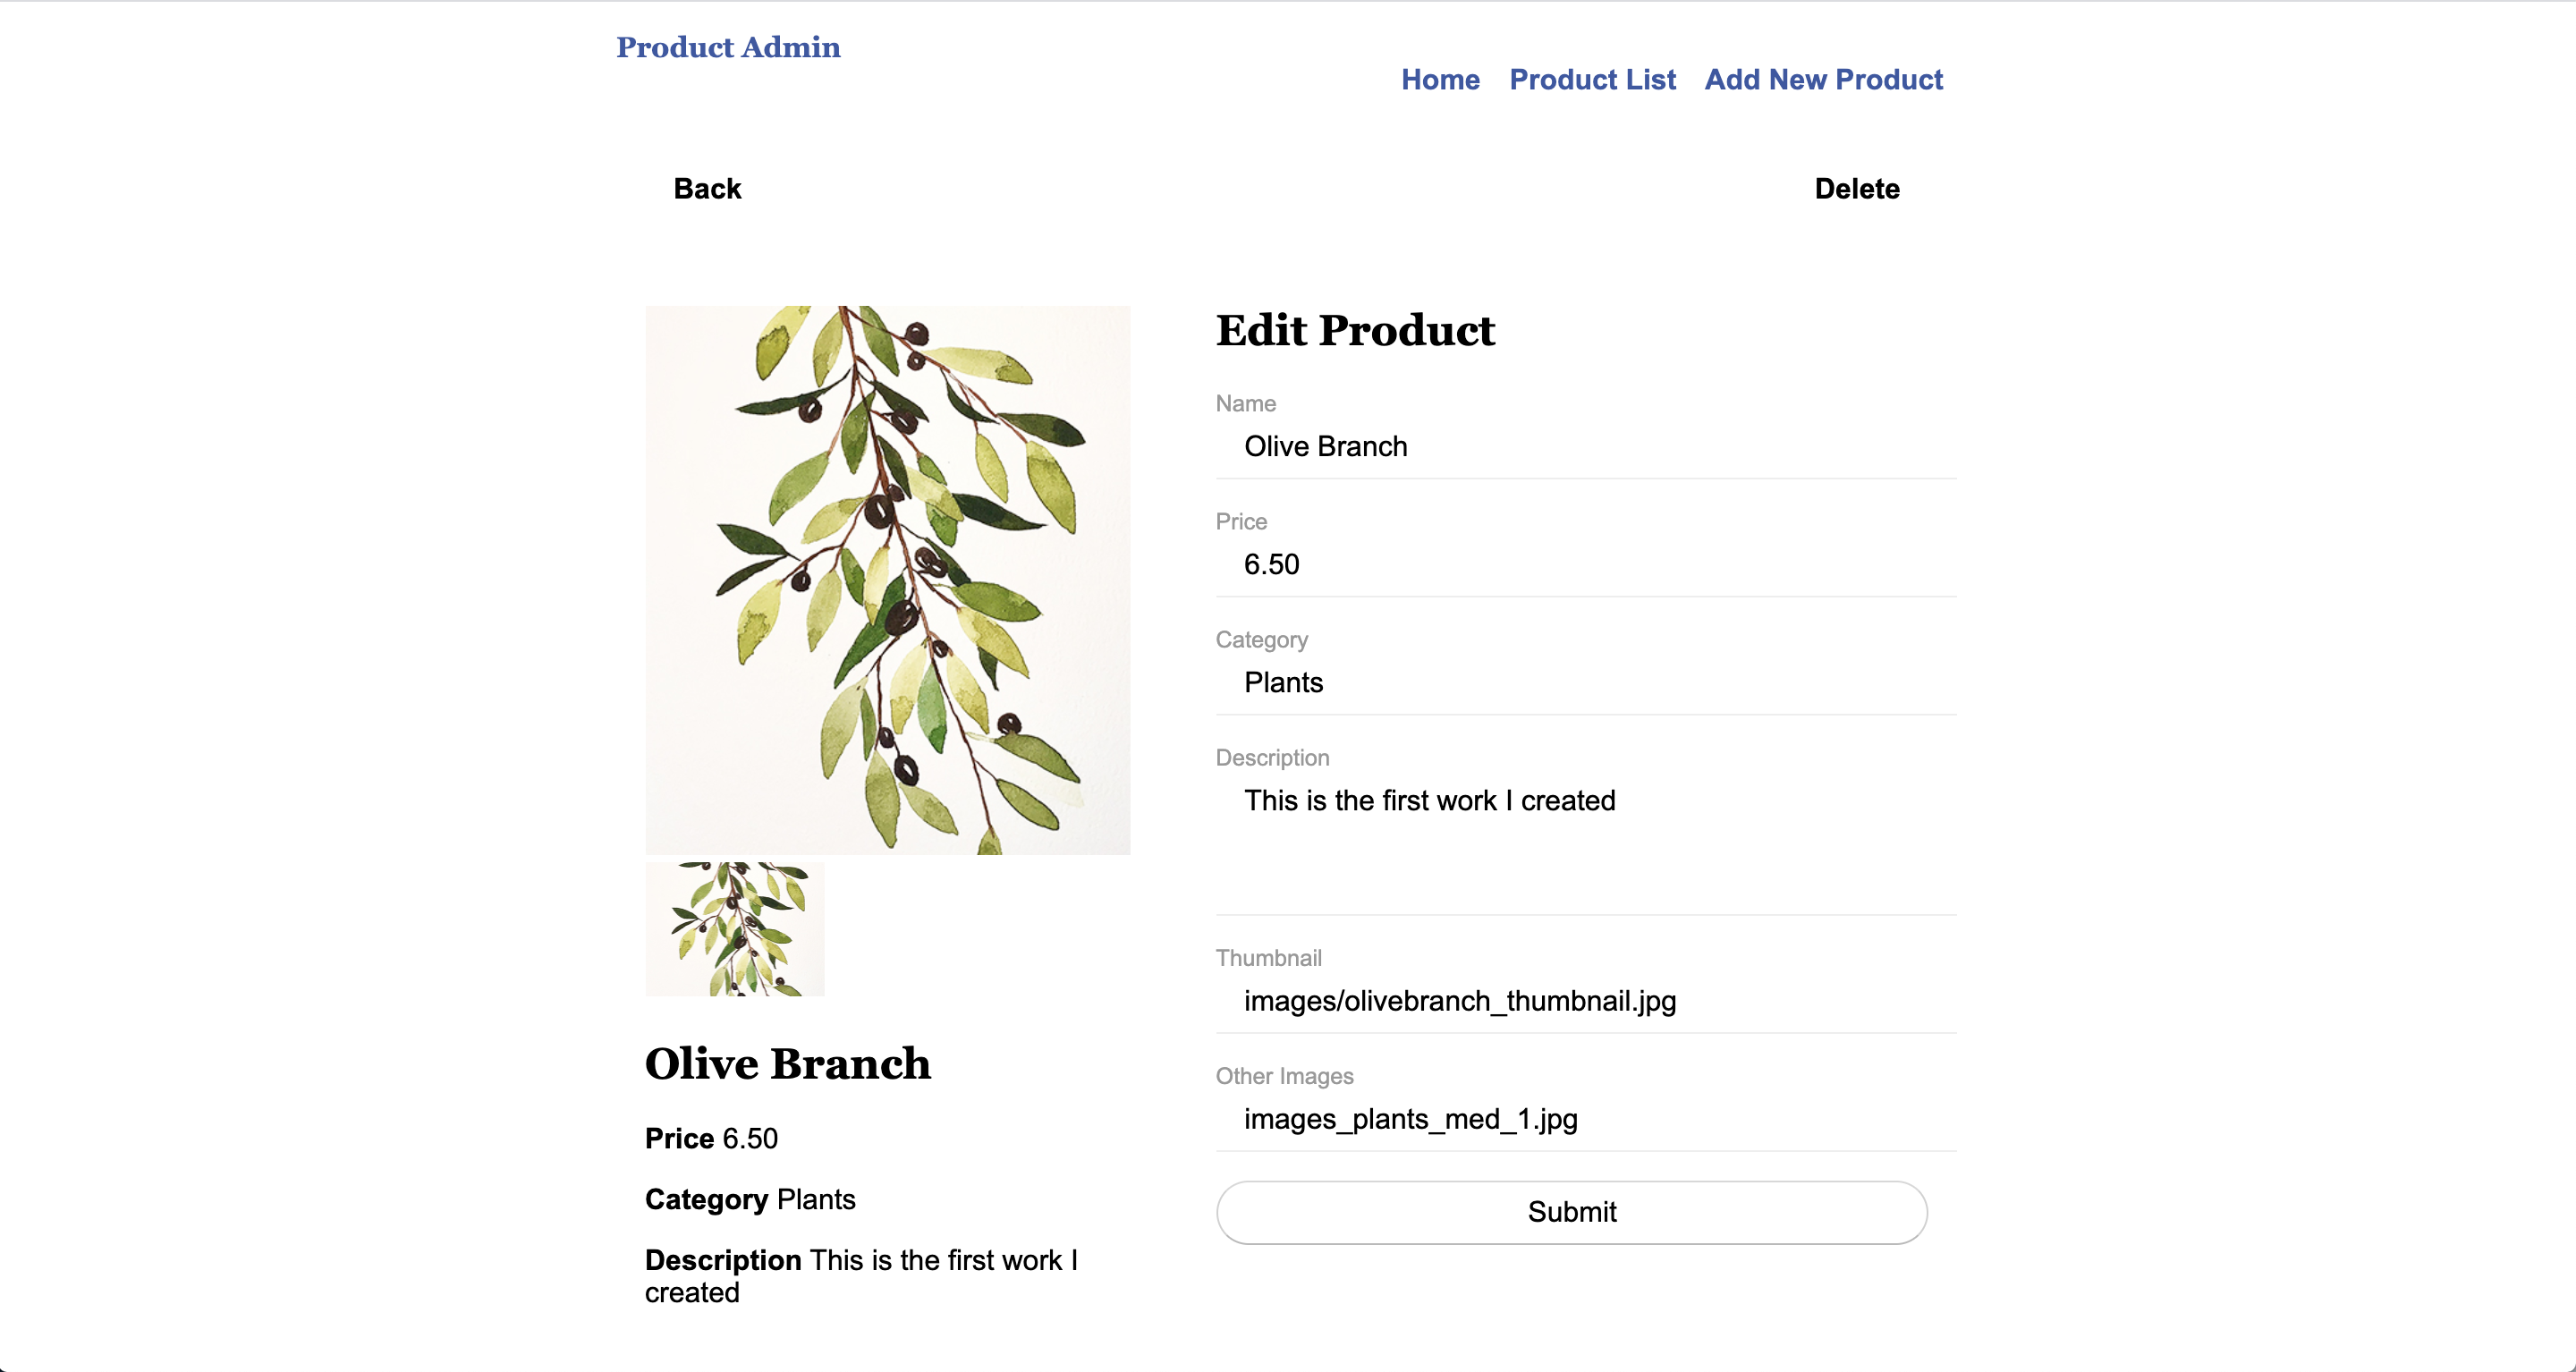 Product Admin
Home Product List Add New Product
Back
Delete
Olive Branch
Price 6.50
Category Plants
Description This is the first work I
created
Edit Product
Name
Olive Branch
Price
6.50
Category
Plants
Description
This is the first work I created
Thumbnail
images/olivebranch_thumbnail.jpg
Other Images
images_plants_med_1.jpg
Submit